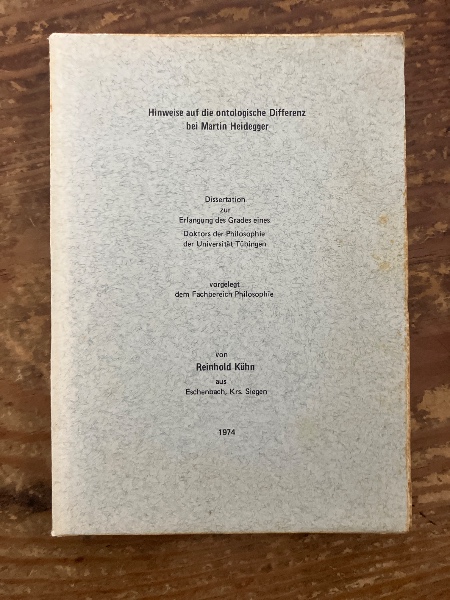 Hinweise auf die ontologische Differenz
bei Martin Heidegger
Dissertation
zur
Erlangung des Grades eines
Doktors der Philosophie
der Universität Tübingen
vorgelegt
dem Fachbereich Philosophie
von
Reinhold Kühn
aus
Eschenbach, Krs. Siegen
1974